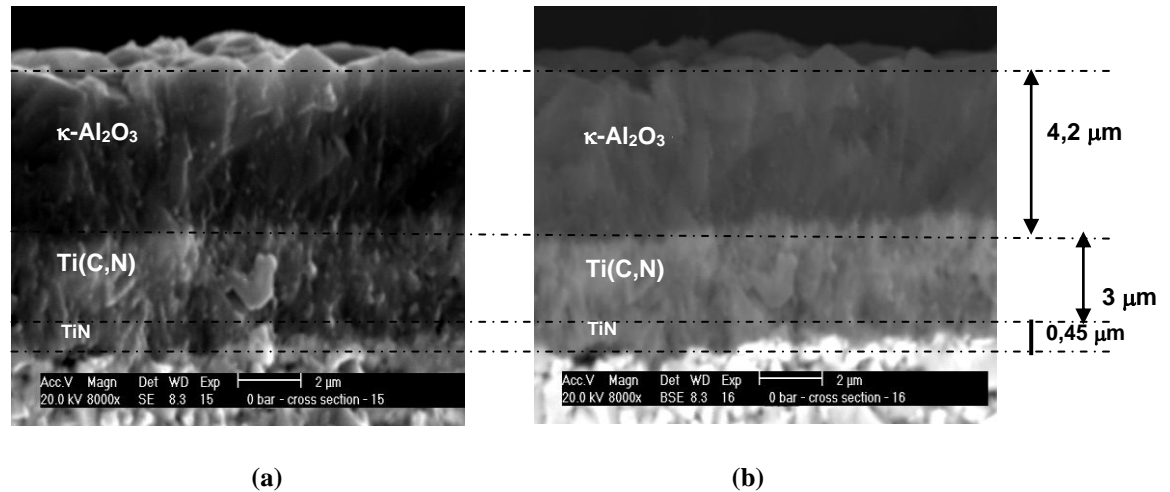 κ-Al₂O₃
Ti(C,N)
TiN
Acc.V Magn Det WD Exp 2 μm
20.0 kV 8000x SE 8.3 15 0 bar - cross section - 15
(a)
κ-Al₂O₃
Ti(C,N)
TiN
Acc.V Magn Det WD Exp 2 μm
20.0 kV 8000x BSE 8.3 16 0 bar - cross section - 16
(b)
4,2 μm
3 μm
0,45 μm